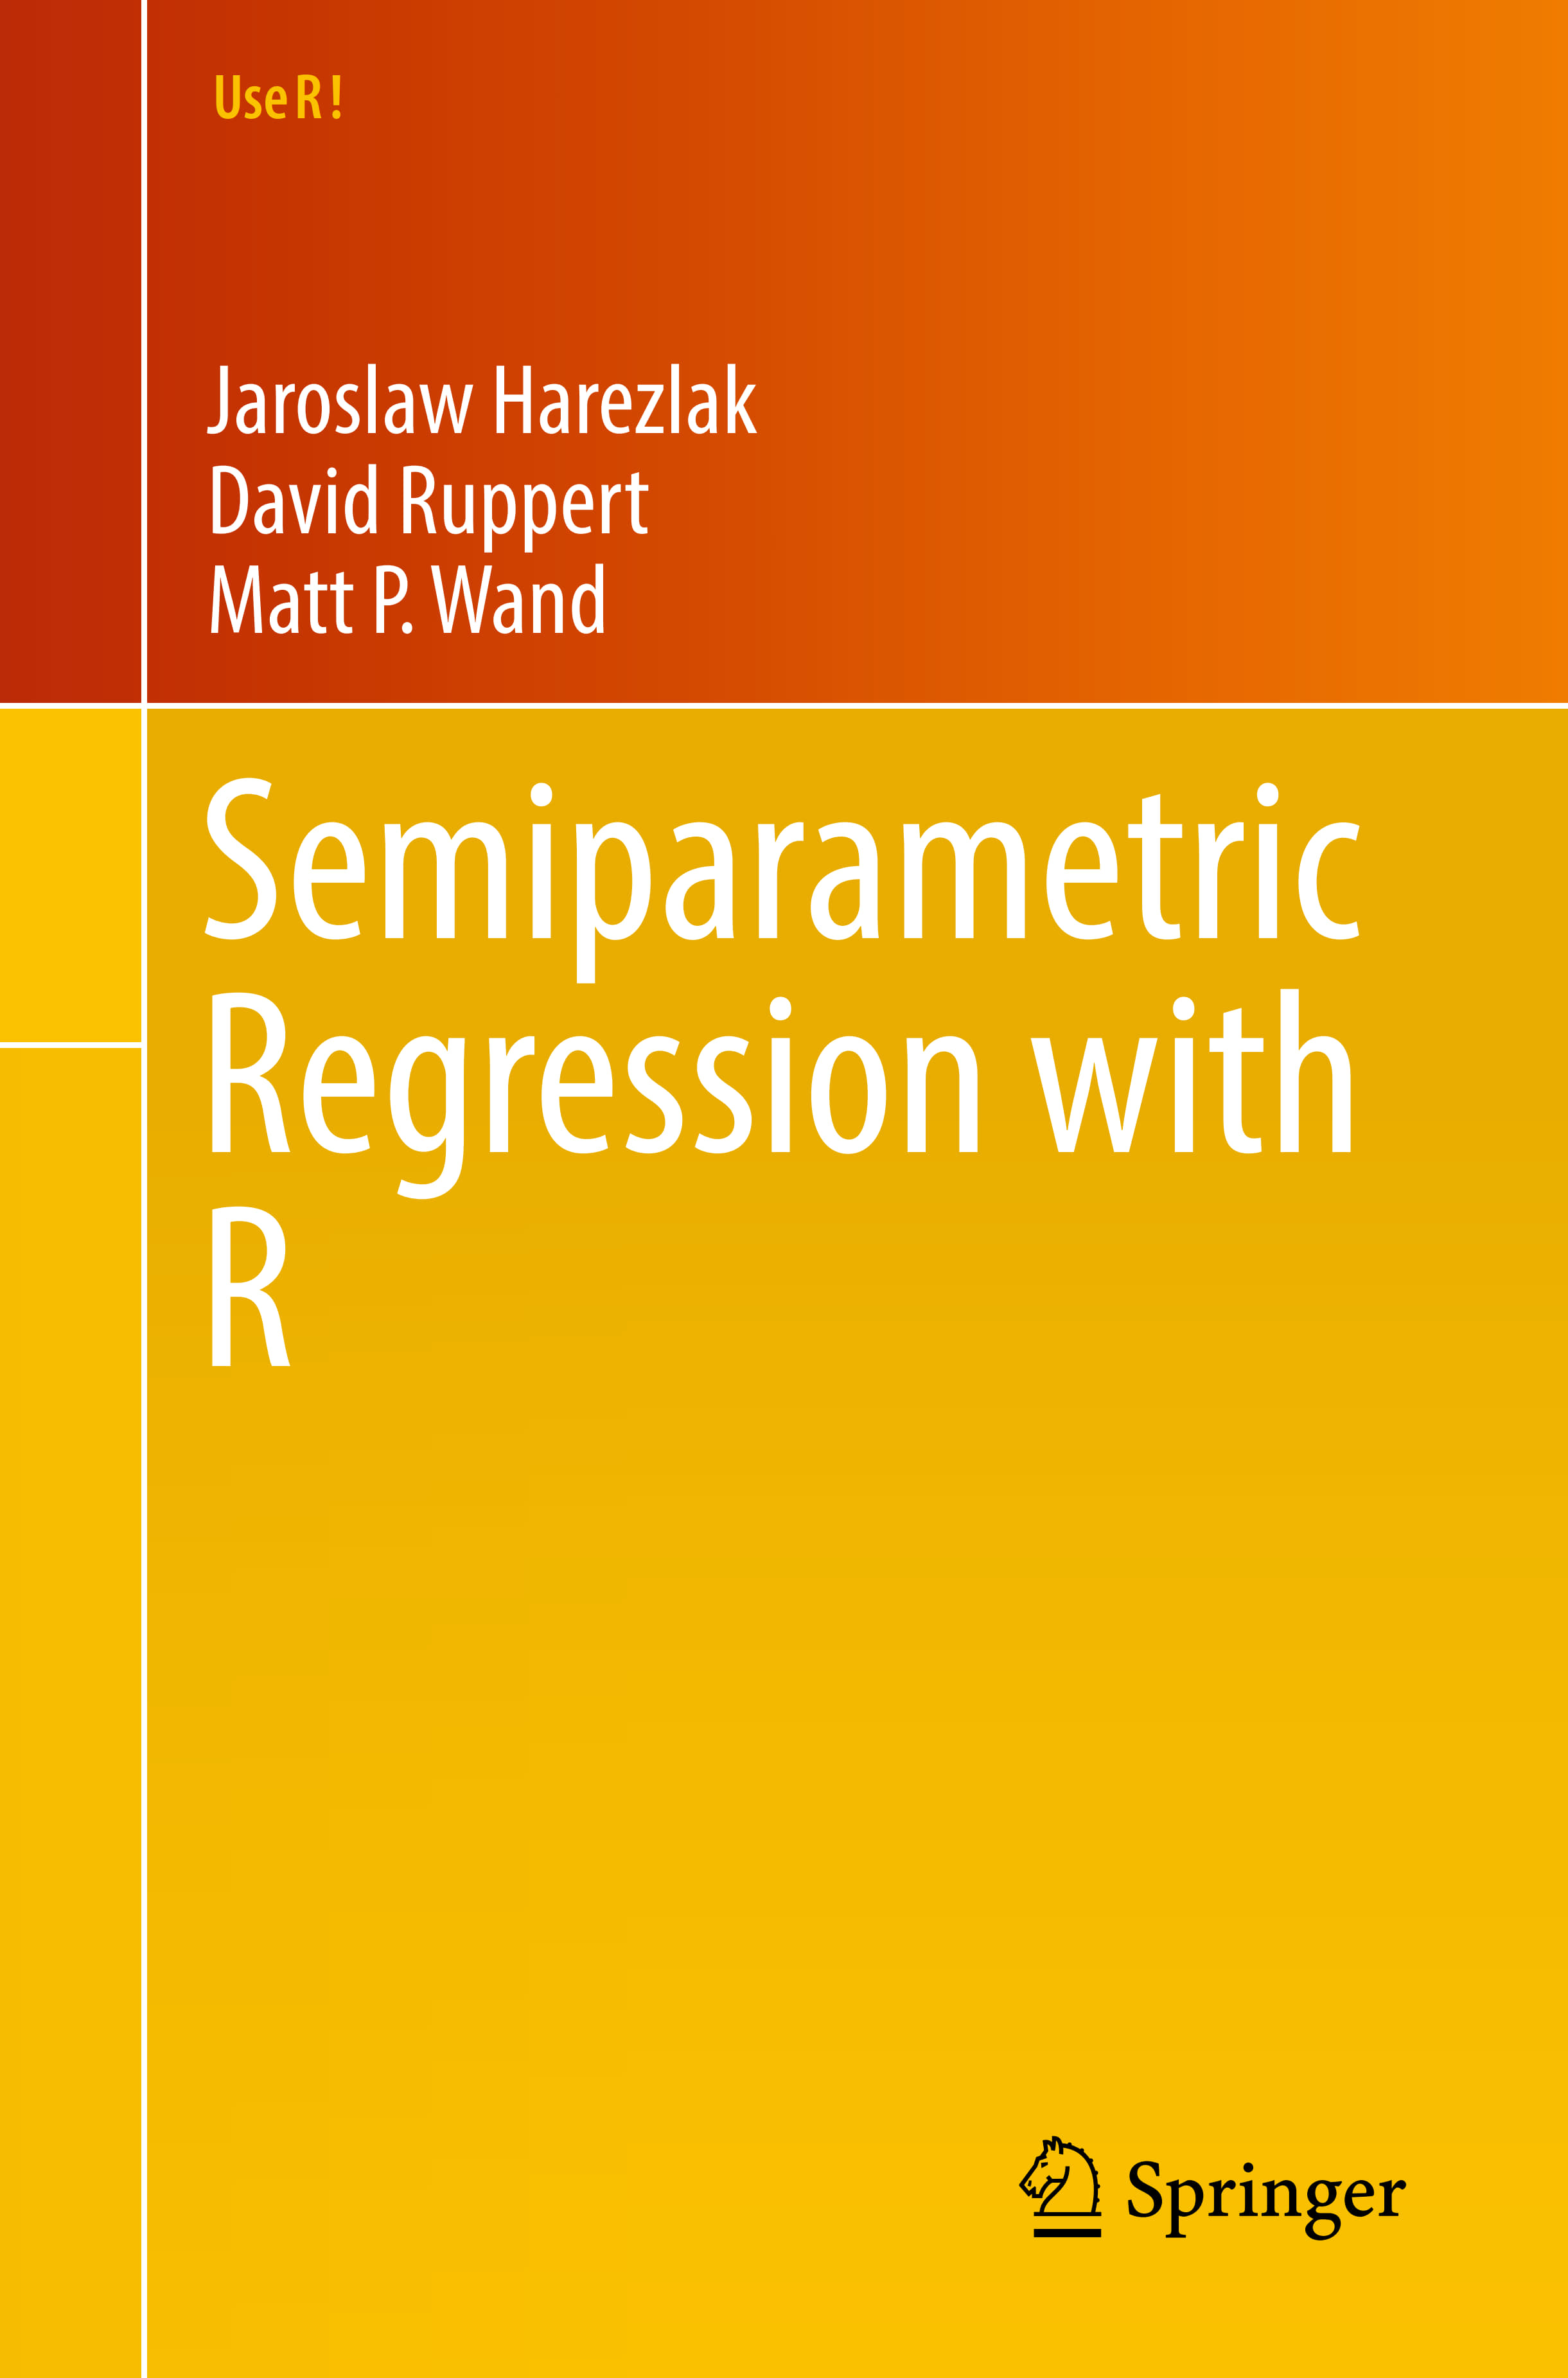 Use R !
Jaroslaw Harezlak
David Ruppert
Matt P. Wand
Semiparametric
Regression with
R
Springer